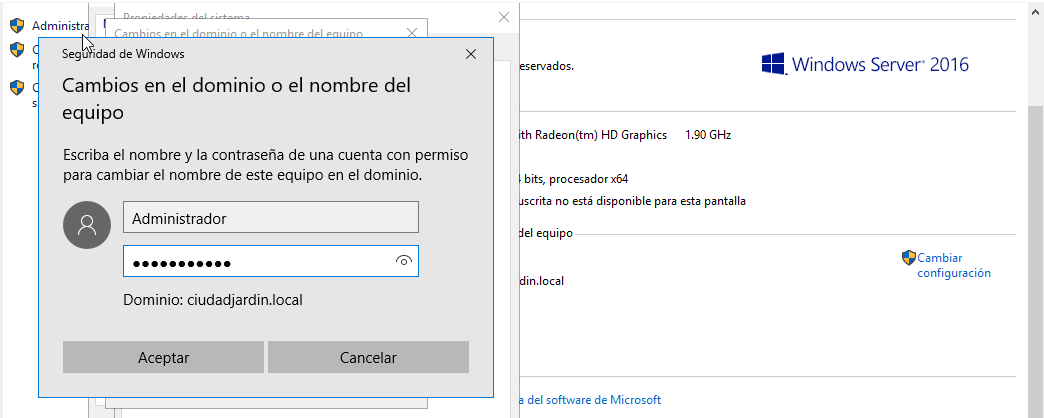 Administra
Propiedades del sistema
Cambios en el dominio o el nombre del equipo
Seguridad de Windows
Cambios en el dominio o el nombre del
equipo
Escriba el nombre y la contraseña de una cuenta con permiso
para cambiar el nombre de este equipo en el dominio.
Administrador
●●●●●●●●●●●
Dominio: ciudadjardin.local
Aceptar
Cancelar
eservados.
Windows Server® 2016
ith Radeon(tm) HD Graphics 1.90 GHz
bits, procesador x64
uscrita no está disponible para esta pantalla
del equipo
Cambiar
configuración
din.local
a del software de Microsoft